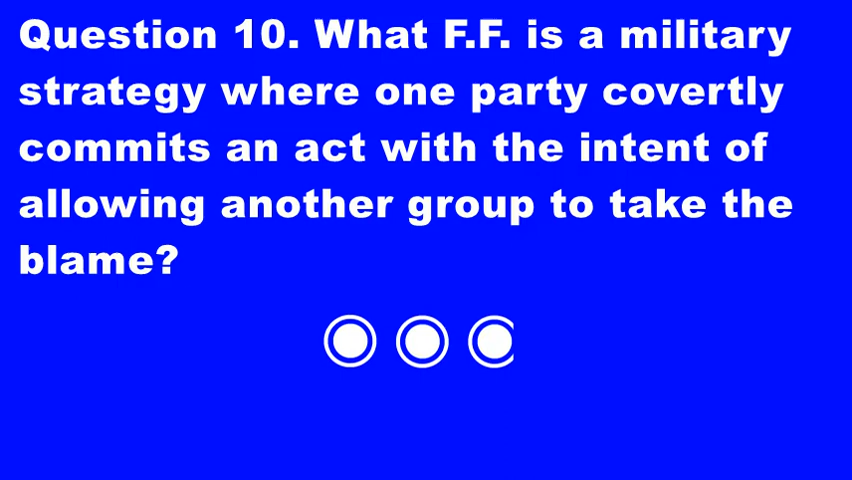 Question 10. What F.F. is a military
strategy where one party covertly
commits an act with the intent of
allowing another group to take the
blame?